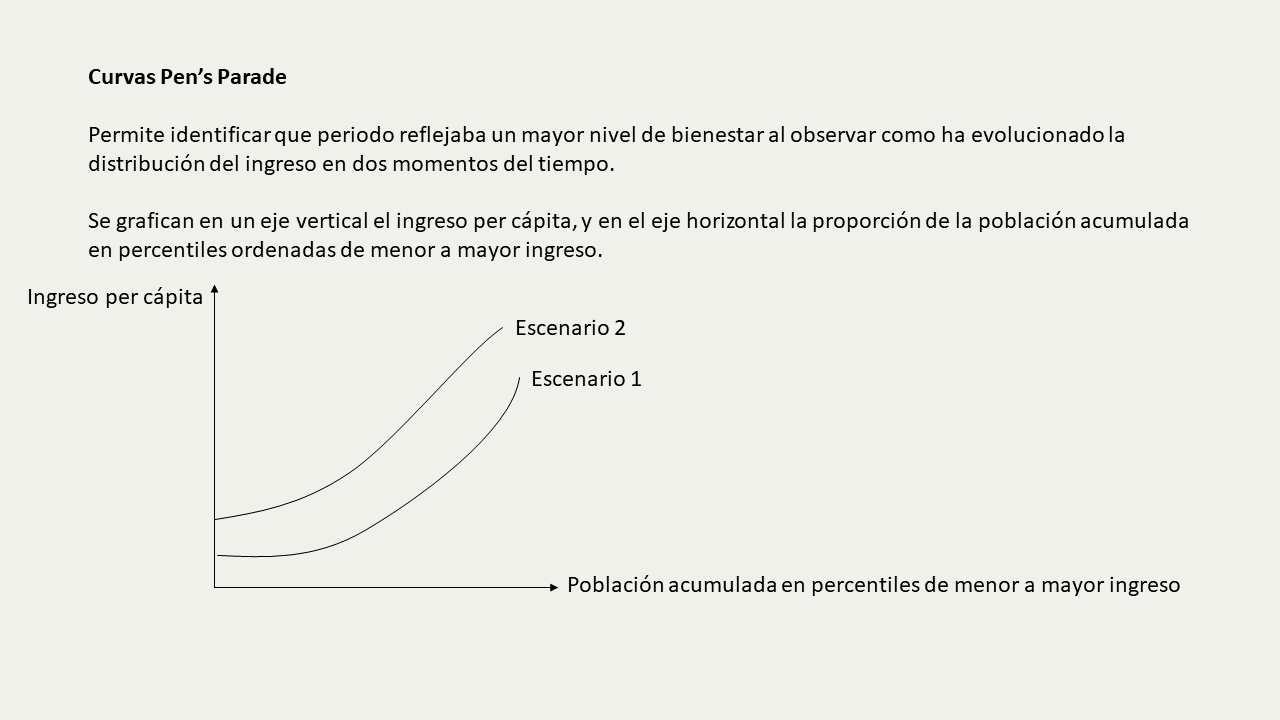 Curvas Pen’s Parade
Permite identificar que periodo reflejaba un mayor nivel de bienestar al observar como ha evolucionado la
distribución del ingreso en dos momentos del tiempo.
Se grafican en un eje vertical el ingreso per cápita, y en el eje horizontal la proporción de la población acumulada
en percentiles ordenadas de menor a mayor ingreso.
Ingreso per cápita
Escenario 2
Escenario 1
Población acumulada en percentiles de menor a mayor ingreso